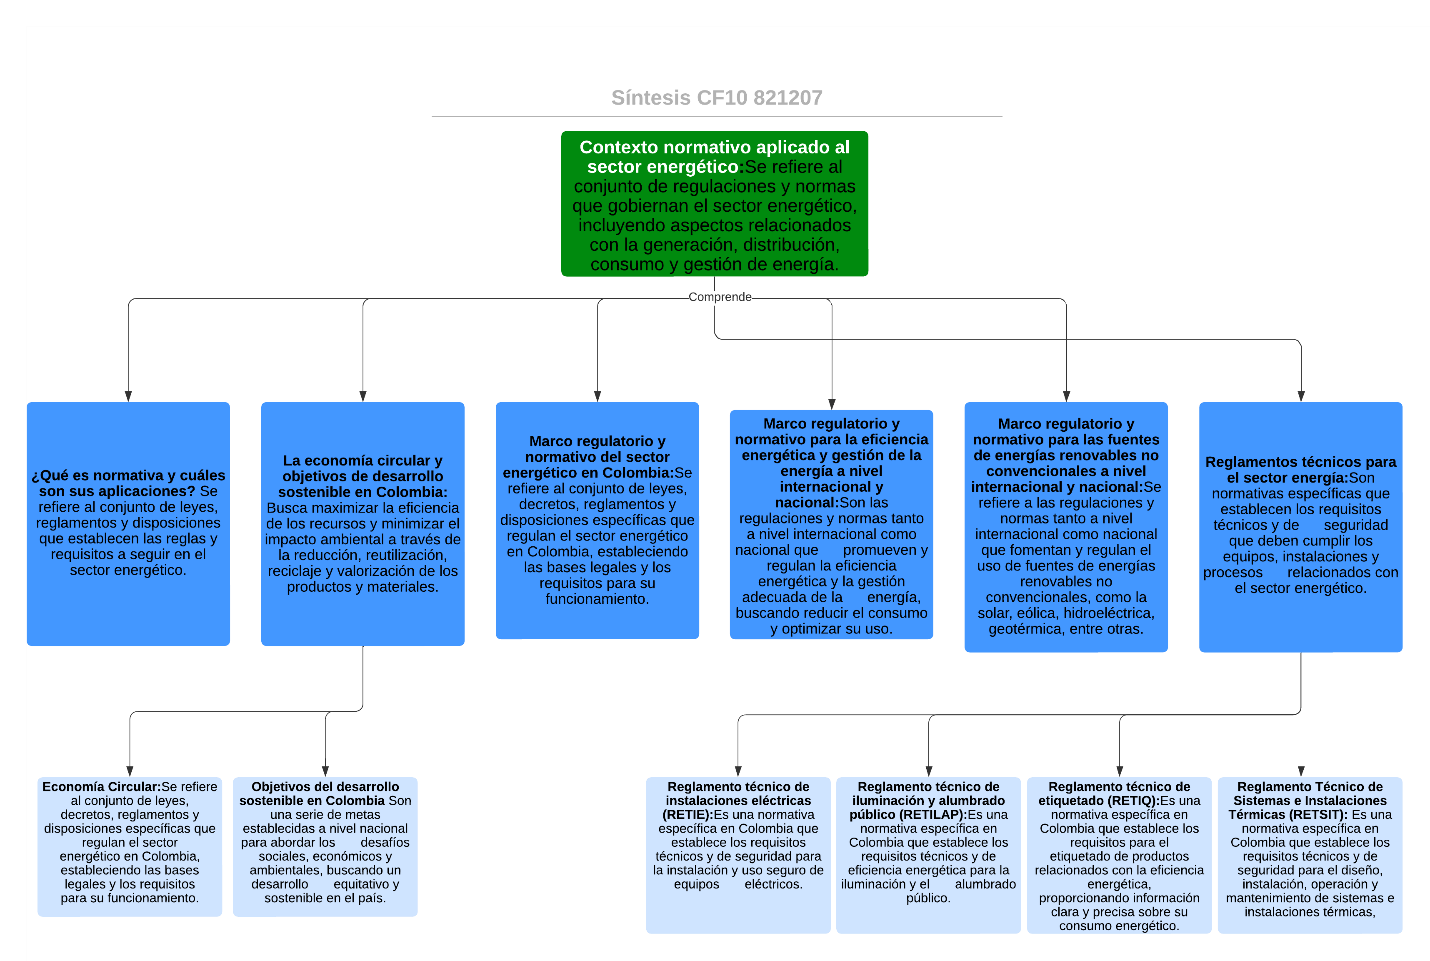 Síntesis CF10 821207
Contexto normativo aplicado al
sector energético:Se refiere al
conjunto de regulaciones y normas
que gobiernan el sector energético,
incluyendo aspectos relacionados
con la generación, distribución,
consumo y gestión de energía.
Comprende
¿Qué es normativa y cuáles
son sus aplicaciones? Se
refiere al conjunto de leyes,
reglamentos y disposiciones
que establecen las reglas y
requisitos a seguir en el
sector energético.
La economía circular y
objetivos de desarrollo
sostenible en Colombia:
Busca maximizar la eficiencia
de los recursos y minimizar el
impacto ambiental a través de
la reducción, reutilización,
reciclaje y valorización de los
productos y materiales.
Marco regulatorio y
normativo del sector
energético en Colombia:Se
refiere al conjunto de leyes,
decretos, reglamentos y
disposiciones específicas que
regulan el sector energético
en Colombia, estableciendo
las bases legales y los
requisitos para su
funcionamiento.
Marco regulatorio y
normativo para la eficiencia
energética y gestión de la
energía a nivel
internacional y
nacional:Son las
regulaciones y normas tanto
a nivel internacional como
nacional que promueven y
regulan la eficiencia
energética y la gestión
adecuada de la energía,
buscando reducir el consumo
y optimizar su uso.
Marco regulatorio y
normativo para las fuentes
de energías renovables no
convencionales a nivel
internacional y nacional:Se
refiere a las regulaciones y
normas tanto a nivel
internacional como nacional
que fomentan y regulan el
uso de fuentes de energías
renovables no
convencionales, como la
solar, eólica, hidroeléctrica,
geotérmica, entre otras.
Reglamentos técnicos para
el sector energía:Son
normativas específicas que
establecen los requisitos
técnicos y de seguridad
que deben cumplir los
equipos, instalaciones y
procesos relacionados con
el sector energético.
Economía Circular:Se refiere
al conjunto de leyes,
decretos, reglamentos y
disposiciones específicas que
regulan el sector
energético en Colombia,
estableciendo las bases
legales y los requisitos
para su funcionamiento.
Objetivos del desarrollo
sostenible en Colombia Son
una serie de metas
establecidas a nivel nacional
para abordar los desafíos
sociales, económicos y
ambientales, buscando un
desarrollo equitativo y
sostenible en el país.
Reglamento técnico de
instalaciones eléctricas
(RETIE):Es una normativa
específica en Colombia que
establece los requisitos
técnicos y de seguridad para
la instalación y uso seguro de
equipos eléctricos.
Reglamento técnico de
iluminación y alumbrado
público (RETILAP):Es una
normativa específica en
Colombia que establece los
requisitos técnicos y de
eficiencia energética para la
iluminación y el alumbrado
público.
Reglamento técnico de
etiquetado (RETIQ):Es una
normativa específica en
Colombia que establece los
requisitos para el
etiquetado de productos
relacionados con la eficiencia
energética,
proporcionando información
clara y precisa sobre su
consumo energético.
Reglamento Técnico de
Sistemas e Instalaciones
Térmicas (RETSIT): Es una
normativa específica en
Colombia que establece los
requisitos técnicos y de
seguridad para el diseño,
instalación, operación y
mantenimiento de sistemas e
instalaciones térmicas,